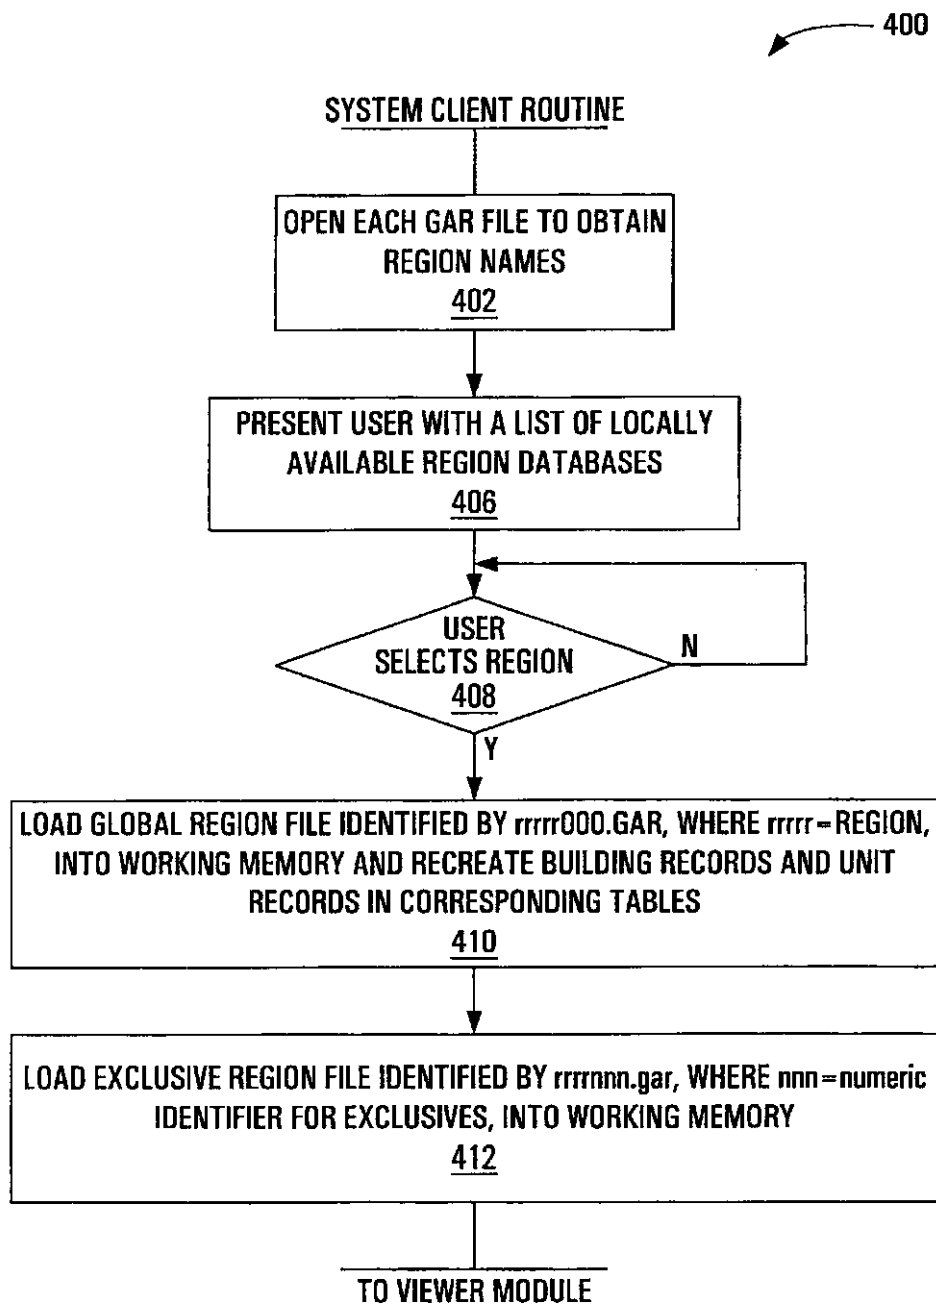 400
SYSTEM CLIENT ROUTINE
OPEN EACH GAR FILE TO OBTAIN
REGION NAMES
402
PRESENT USER WITH A LIST OF LOCALLY
AVAILABLE REGION DATABASES
406
USER
SELECTS REGION
408
N
Y
LOAD GLOBAL REGION FILE IDENTIFIED BY rrrrr000.GAR, WHERE rrrrr=REGION,
INTO WORKING MEMORY AND RECREATE BUILDING RECORDS AND UNIT
RECORDS IN CORRESPONDING TABLES
410
LOAD EXCLUSIVE REGION FILE IDENTIFIED BY rrrrnnn.gar, WHERE nnn=numeric
IDENTIFIER FOR EXCLUSIVES, INTO WORKING MEMORY
412
TO VIEWER MODULE